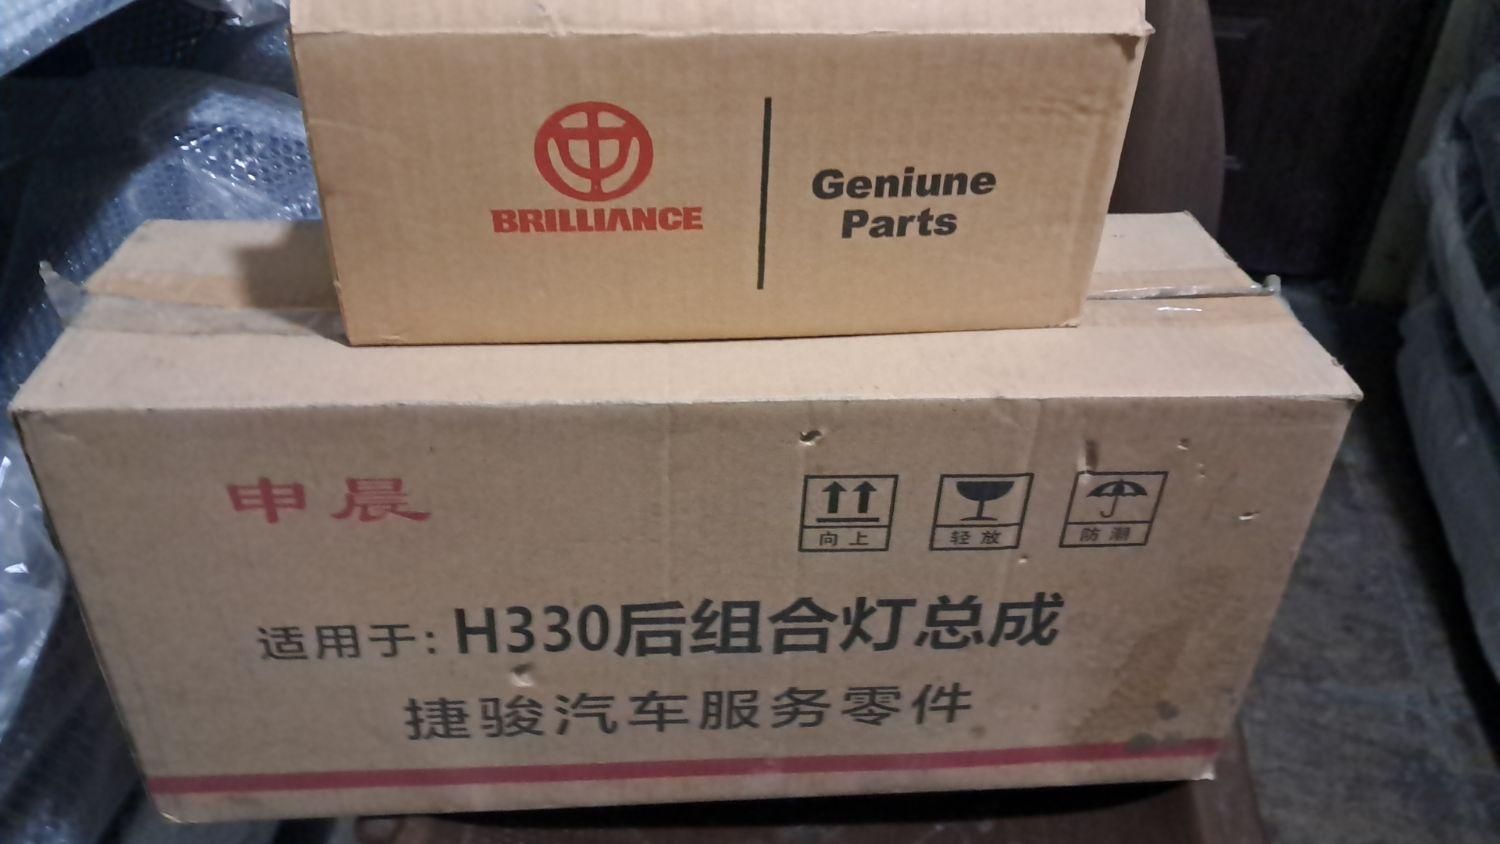 BRILLIANCE
Geniune
Parts
申晨
向上
轻放
防潮
适用于: H330后组合灯总成
捷骏汽车服务零件